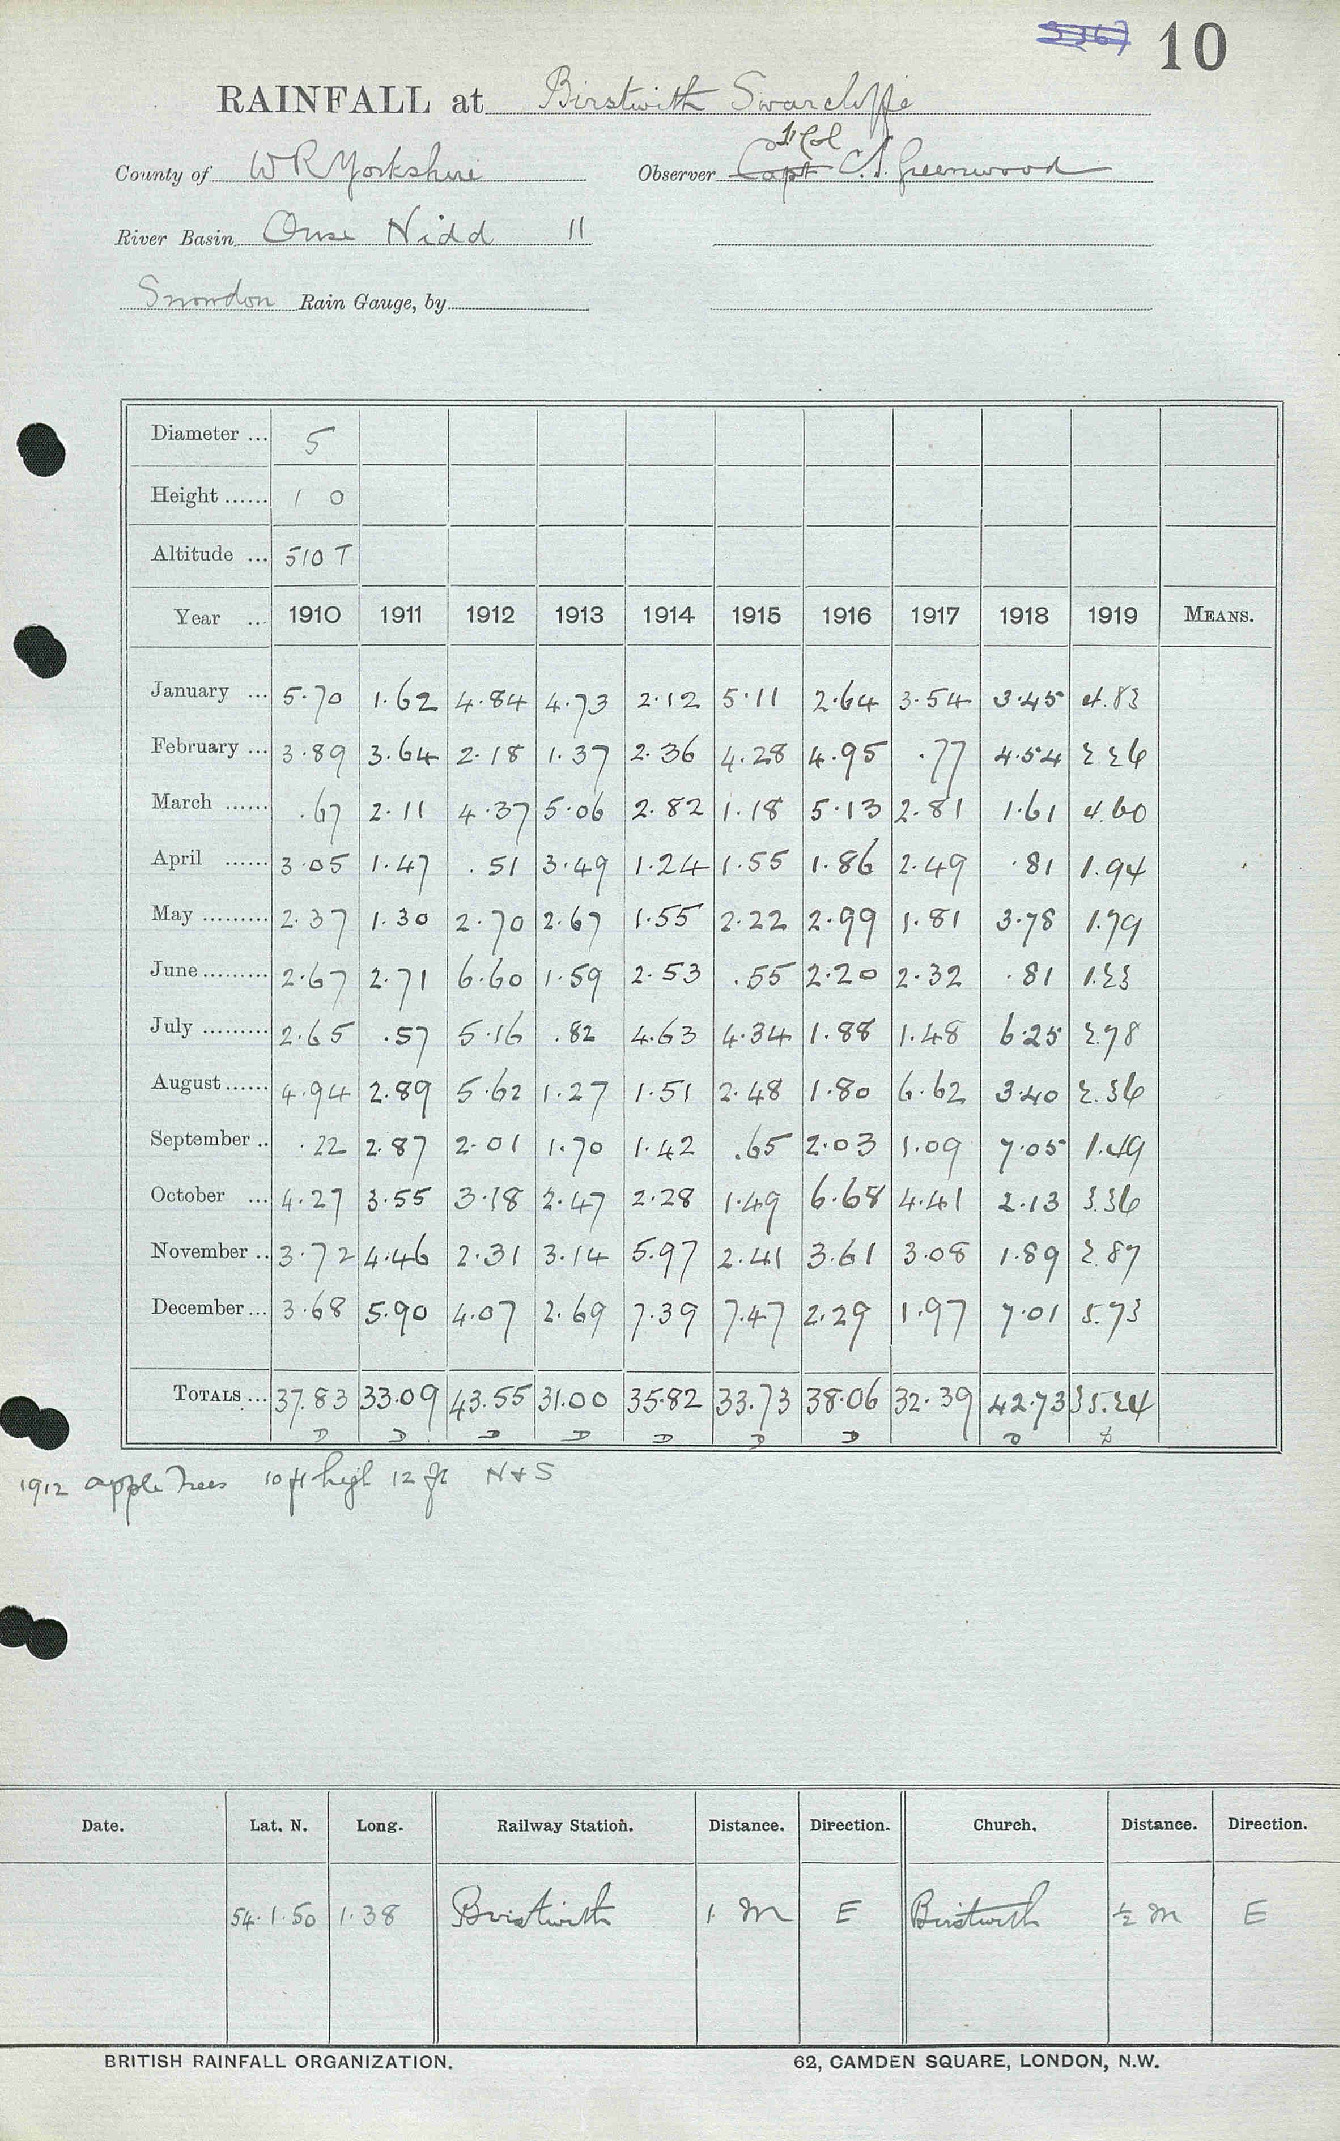 5367 10
RAINFALL at Birstwith Swarcliffe
Lt Col
County of W R Yorkshire Observer Capt C. S. Greenwood
River Basin Ouse Nidd 11
Snowdon Rain Gauge, by
Diameter ... 5
Height ...... 1 0
Altitude ... 510 T
Year ... 1910 1911 1912 1913 1914 1915 1916 1917 1918 1919 MEANS.
January ... 5.70 1.62 4.84 4.73 2.12 5.11 2.64 3.54 3.45 4.83
February ... 3.89 3.64 2.18 1.37 2.36 4.28 4.95 .77 4.54 2.26
March ...... .67 2.11 4.37 5.06 2.82 1.18 5.13 2.81 1.61 4.60
April ...... 3.05 1.47 .51 3.49 1.24 1.55 1.86 2.49 .81 1.94
May ......... 2.37 1.30 2.70 2.67 1.55 2.22 2.99 1.81 3.78 1.79
June ......... 2.67 2.71 6.60 1.59 2.53 .55 2.20 2.32 .81 1.23
July ......... 2.65 .57 5.16 .82 4.63 4.34 1.88 1.48 6.25 2.78
August ...... 4.94 2.89 5.62 1.27 1.51 2.48 1.80 6.62 3.40 2.36
September .. .22 2.87 2.01 1.70 1.42 .65 2.03 1.09 7.05 1.49
October ... 4.27 3.55 3.18 2.47 2.28 1.49 6.68 4.41 2.13 3.36
November .. 3.72 4.46 2.31 3.14 5.97 2.41 3.61 3.08 1.89 2.87
December ... 3.68 5.90 4.07 2.69 7.39 7.47 2.29 1.97 7.01 5.73
TOTALS ... 37.83 33.09 43.55 31.00 35.82 33.73 38.06 32.39 42.73 35.24
D D D D D D D D
1912 apple trees 10 ft high 12 ft N & S
Date. Lat. N. Long. Railway Station. Distance. Direction. Church. Distance. Direction.
54.1.50 1.38 Birstwith 1 M E Birstwith ½ M E
BRITISH RAINFALL ORGANIZATION. 62, CAMDEN SQUARE, LONDON, N.W.